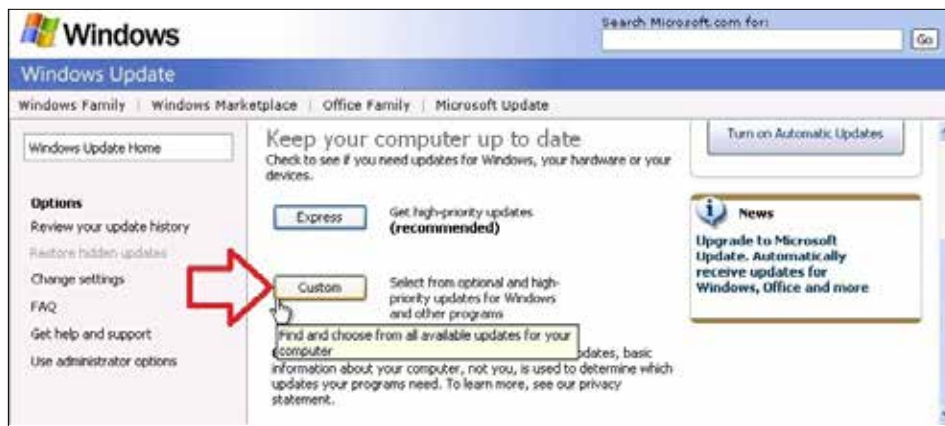 Windows
Search Microsoft.com for:
Go
Windows Update
Windows Family | Windows Marketplace | Office Family | Microsoft Update
Windows Update Home
Options
Review your update history
Restore hidden updates
Change settings
FAQ
Get help and support
Use administrator options
Keep your computer up to date
Check to see if you need updates for Windows, your hardware or your
devices.
Express
Get high-priority updates
(recommended)
Custom
Select from optional and high-
priority updates for Windows
and other programs
Find and choose from all available updates for your
computer
updates, basic
information about your computer, not you, is used to determine which
updates your programs need. To learn more, see our privacy
statement.
Turn on Automatic Updates
News
Upgrade to Microsoft
Update. Automatically
receive updates for
Windows, Office and more